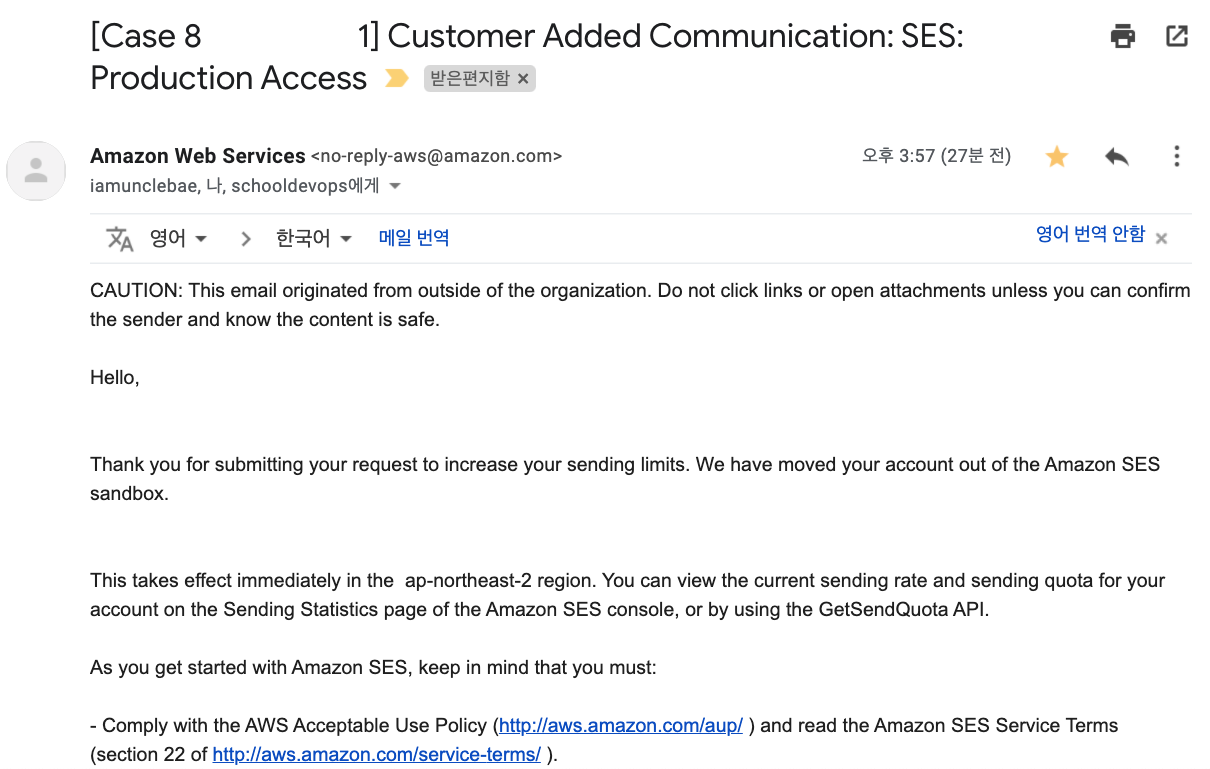 [Case 8 1] Customer Added Communication: SES:
Production Access 받은편지함 ×
Amazon Web Services <no-reply-aws@amazon.com> 오후 3:57 (27분 전)
iamunclebae, 나, schooldevops에게
영어 > 한국어 메일 번역 영어 번역 안함 ×
CAUTION: This email originated from outside of the organization. Do not click links or open attachments unless you can confirm
the sender and know the content is safe.
Hello,
Thank you for submitting your request to increase your sending limits. We have moved your account out of the Amazon SES
sandbox.
This takes effect immediately in the  ap-northeast-2 region. You can view the current sending rate and sending quota for your
account on the Sending Statistics page of the Amazon SES console, or by using the GetSendQuota API.
As you get started with Amazon SES, keep in mind that you must:
- Comply with the AWS Acceptable Use Policy (http://aws.amazon.com/aup/ ) and read the Amazon SES Service Terms
(section 22 of http://aws.amazon.com/service-terms/ ).